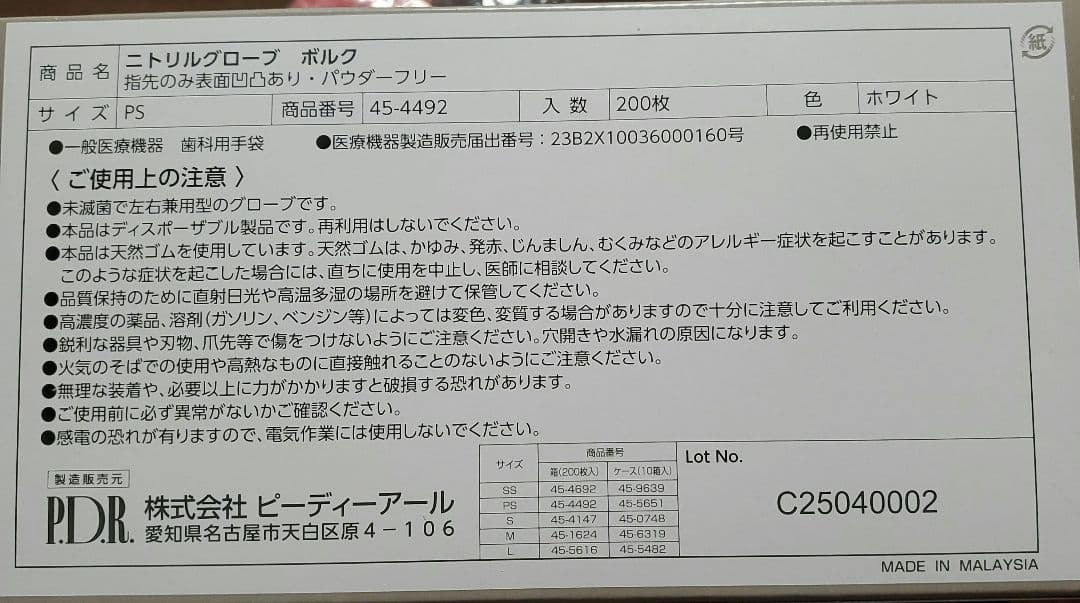 紙
商品名 ニトリルグローブ ボルク
指先のみ表面凹凸あり・パウダーフリー
サイズ PS 商品番号 45-4492 入数 200枚 色 ホワイト
●一般医療機器 歯科用手袋 ●医療機器製造販売届出番号：23B2X10036000160号 ●再使用禁止
〈ご使用上の注意〉
●未滅菌で左右兼用型のグローブです。
●本品はディスポーザブル製品です。再利用はしないでください。
●本品は天然ゴムを使用しています。天然ゴムは、かゆみ、発赤、じんましん、むくみなどのアレルギー症状を起こすことがあります。
このような症状を起こした場合には、直ちに使用を中止し、医師に相談してください。
●品質保持のために直射日光や高温多湿の場所を避けて保管してください。
●高濃度の薬品、溶剤(ガソリン、ベンジン等)によっては変色、変質する場合がありますので十分に注意してご利用ください。
●鋭利な器具や刃物、爪先等で傷をつけないようにご注意ください。穴開きや水漏れの原因になります。
●火気のそばでの使用や高熱なものに直接触れることのないようにご注意ください。
●無理な装着や、必要以上に力がかかりますと破損する恐れがあります。
●ご使用前に必ず異常がないかご確認ください。
●感電の恐れが有りますので、電気作業には使用しないでください。
製造販売元
P.D.R. 株式会社 ピーディーアール
愛知県名古屋市天白区原4－106
サイズ 商品番号
箱(200枚入) ケース(10箱入)
SS 45-4692 45-9639
PS 45-4492 45-5651
S 45-4147 45-0748
M 45-1624 45-6319
L 45-5616 45-5482
Lot No.
C25040002
MADE IN MALAYSIA